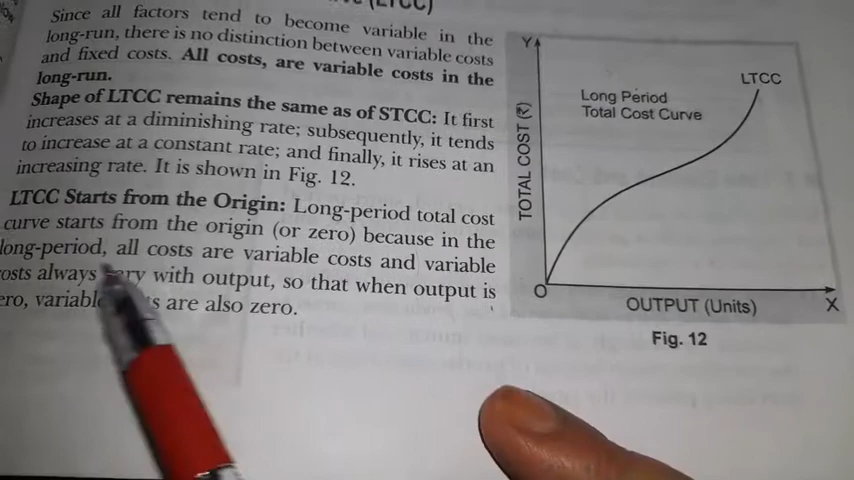 (LTCC)
Since all factors tend to become variable in the
long-run, there is no distinction between variable costs
and fixed costs. All costs, are variable costs in the
long-run.
Shape of LTCC remains the same as of STCC: It first
increases at a diminishing rate; subsequently, it tends
to increase at a constant rate; and finally, it rises at an
increasing rate. It is shown in Fig. 12.
LTCC Starts from the Origin: Long-period total cost
curve starts from the origin (or zero) because in the
long-period, all costs are variable costs and variable
osts always vary with output, so that when output is
ero, variable are also zero.
Y
LTCC
Long Period
Total Cost Curve
TOTAL COST (₹)
O
OUTPUT (Units)
X
Fig. 12